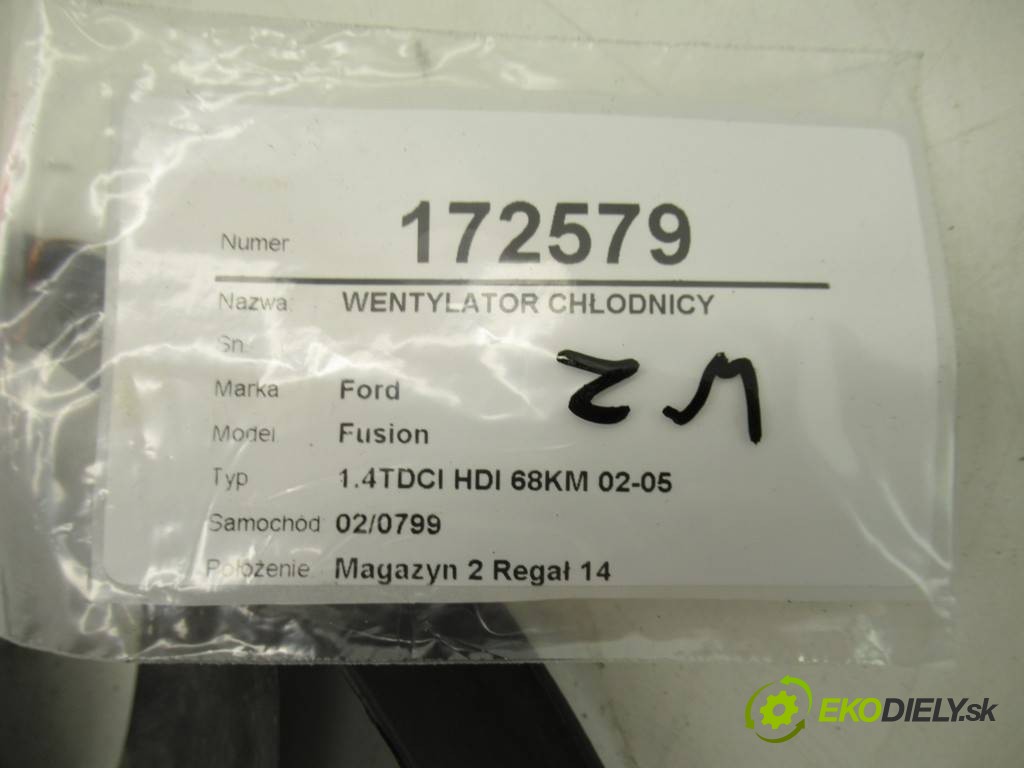 Numer 172579
Nazwa WENTYLATOR CHŁODNICY
Sn
Marka Ford
Model Fusion
Typ 1.4TDCI HDI 68KM 02-05
Samochód 02/0799
Położenie Magazyn 2 Regał 14
EKODIELY.sk